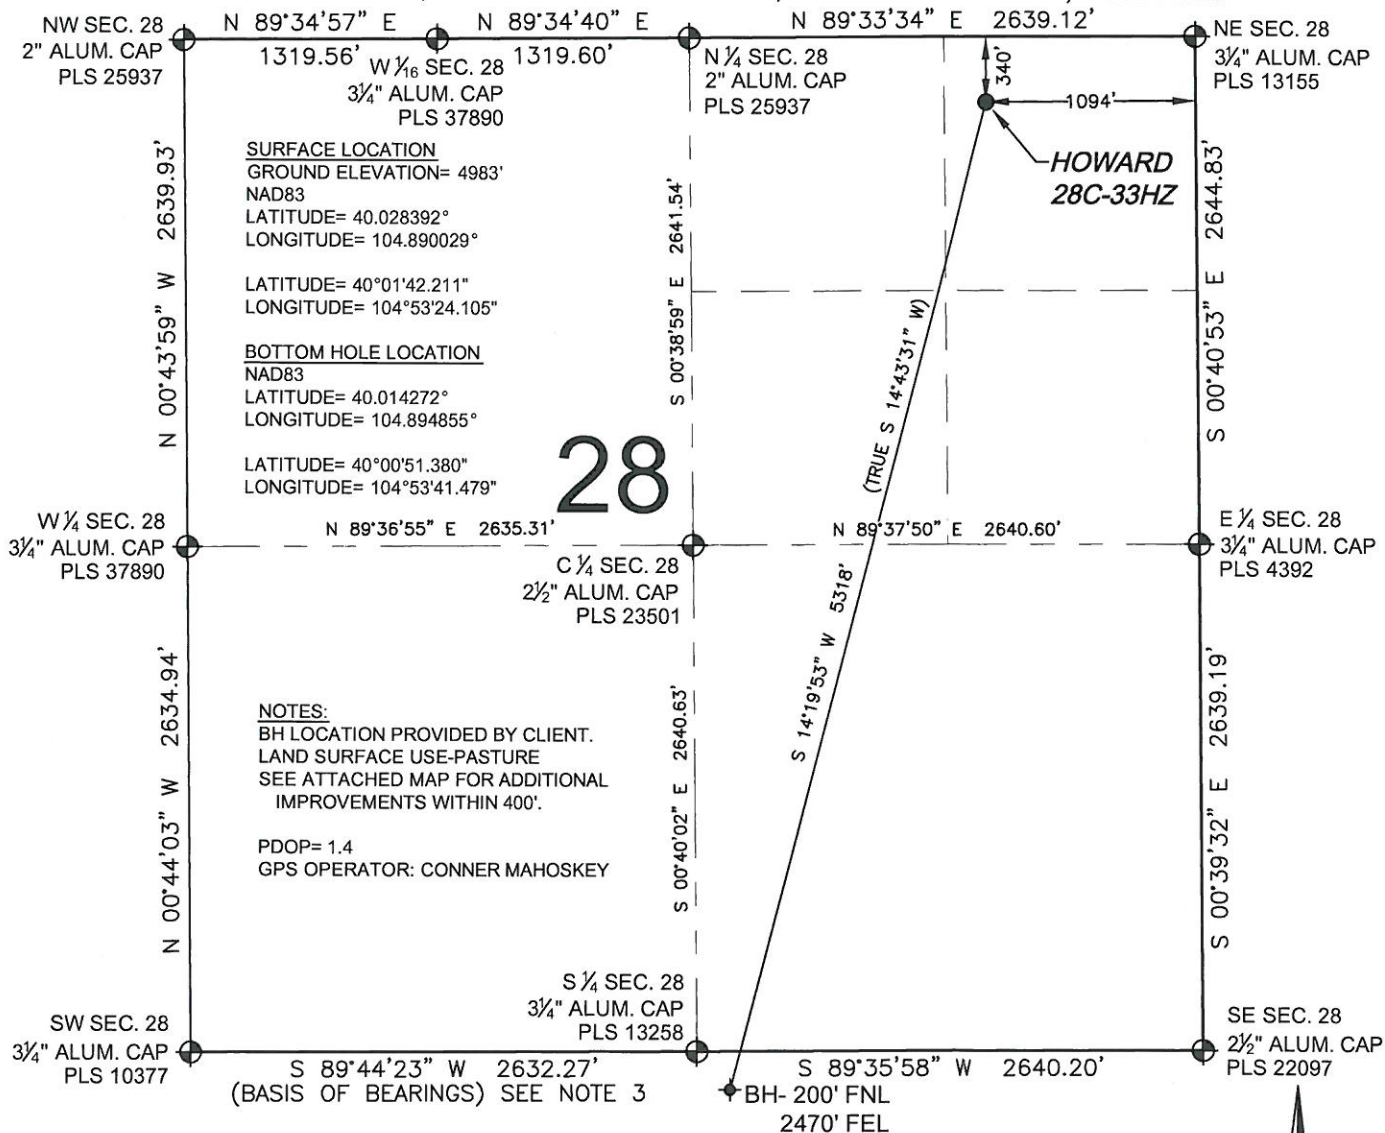 N 89°34'57" E
N 89°34'40" E
N 89°33'34" E 2639.12'
1319.56'
1319.60'
NW SEC. 28
2" ALUM. CAP
PLS 25937
W 1/16 SEC. 28
3¼" ALUM. CAP
PLS 37890
N ¼ SEC. 28
2" ALUM. CAP
PLS 25937
NE SEC. 28
3¼" ALUM. CAP
PLS 13155
340'
1094'
HOWARD
28C-33HZ
SURFACE LOCATION
GROUND ELEVATION= 4983'
NAD83
LATITUDE= 40.028392°
LONGITUDE= 104.890029°
LATITUDE= 40°01'42.211"
LONGITUDE= 104°53'24.105"
BOTTOM HOLE LOCATION
NAD83
LATITUDE= 40.014272°
LONGITUDE= 104.894855°
LATITUDE= 40°00'51.380"
LONGITUDE= 104°53'41.479"
N 00°43'59" W 2639.93'
S 00°38'59" E 2641.54'
(TRUE S 14°43'31" W)
S 00°40'53" E 2644.83'
28
W ¼ SEC. 28
3¼" ALUM. CAP
PLS 37890
N 89°36'55" E 2635.31'
C ¼ SEC. 28
2½" ALUM. CAP
PLS 23501
N 89°37'50" E 2640.60'
E ¼ SEC. 28
3¼" ALUM. CAP
PLS 4392
N 00°44'03" W 2634.94'
NOTES:
BH LOCATION PROVIDED BY CLIENT.
LAND SURFACE USE-PASTURE
SEE ATTACHED MAP FOR ADDITIONAL
IMPROVEMENTS WITHIN 400'.
PDOP= 1.4
GPS OPERATOR: CONNER MAHOSKEY
S 00°40'02" E 2640.63'
S 14°19'53" W 5318'
S 00°39'32" E 2639.19'
SW SEC. 28
3¼" ALUM. CAP
PLS 10377
S ¼ SEC. 28
3¼" ALUM. CAP
PLS 13258
SE SEC. 28
2½" ALUM. CAP
PLS 22097
S 89°44'23" W 2632.27'
(BASIS OF BEARINGS) SEE NOTE 3
S 89°35'58" W 2640.20'
BH- 200' FNL
2470' FEL